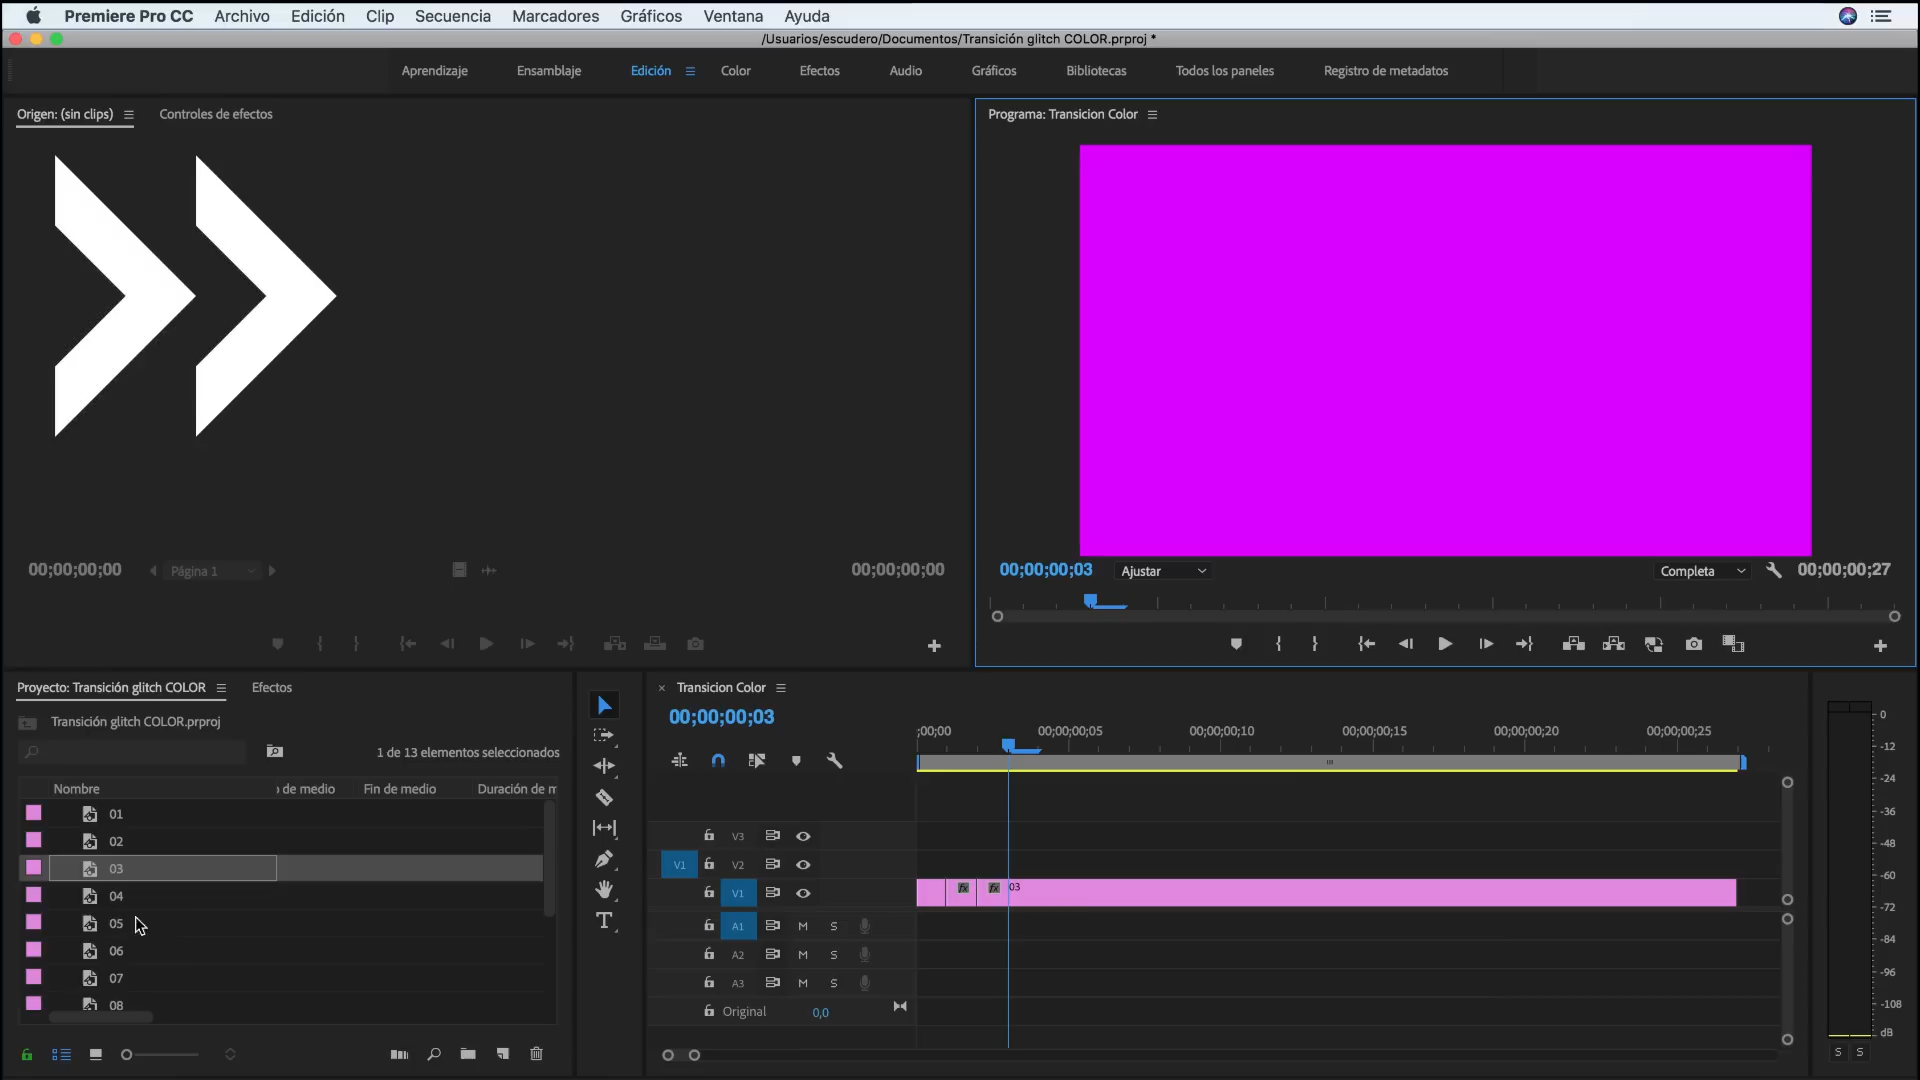 Premiere Pro CC Archivo Edición Clip Secuencia Marcadores Gráficos Ventana Ayuda
/Usuarios/escudero/Documentos/Transición glitch COLOR.prproj *
Aprendizaje Ensamblaje Edición Color Efectos Audio Gráficos Bibliotecas Todos los paneles Registro de metadatos
Origen: (sin clips) Controles de efectos
Programa: Transicion Color
00;00;00;00 Página 1 00;00;00;00
00;00;00;03 Ajustar Completa 00;00;00;27
Proyecto: Transición glitch COLOR Efectos
Transición glitch COLOR.prproj
1 de 13 elementos seleccionados
Nombre de medio Fin de medio Duración de m
01
02
03
04
05
06
07
08
× Transicion Color
00;00;00;03
;00;00 00;00;00;05 00;00;00;10 00;00;00;15 00;00;00;20 00;00;00;25
V3
V1 V2
V1 fx fx 03
A1 M S
A2 M S
A3 M S
Original 0,0
0
-12
-24
-36
-48
-60
-72
-84
-96
-108
dB
S S